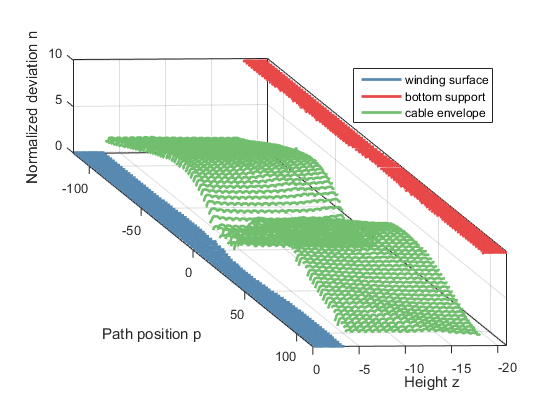 Normalized deviation n
10
5
0
-100
-50
0
50
100
Path position p
0
-5
-10
-15
-20
Height z
winding surface
bottom support
cable envelope